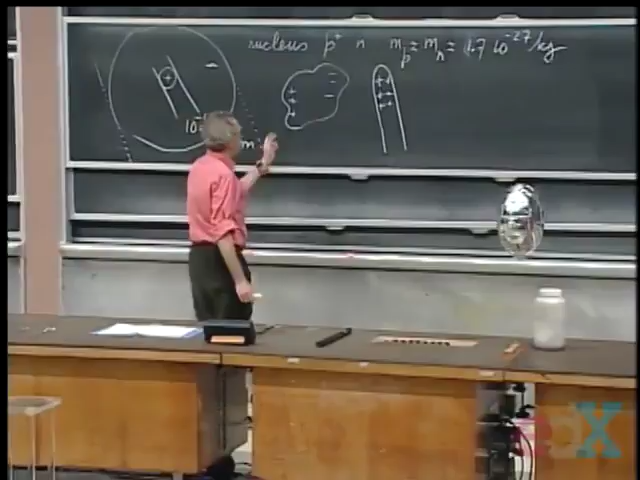 nucleus p⁺ n m_p ≈ m_n ≈ 1.7 10⁻²⁷ kg
+ −
10⁻
m
edX